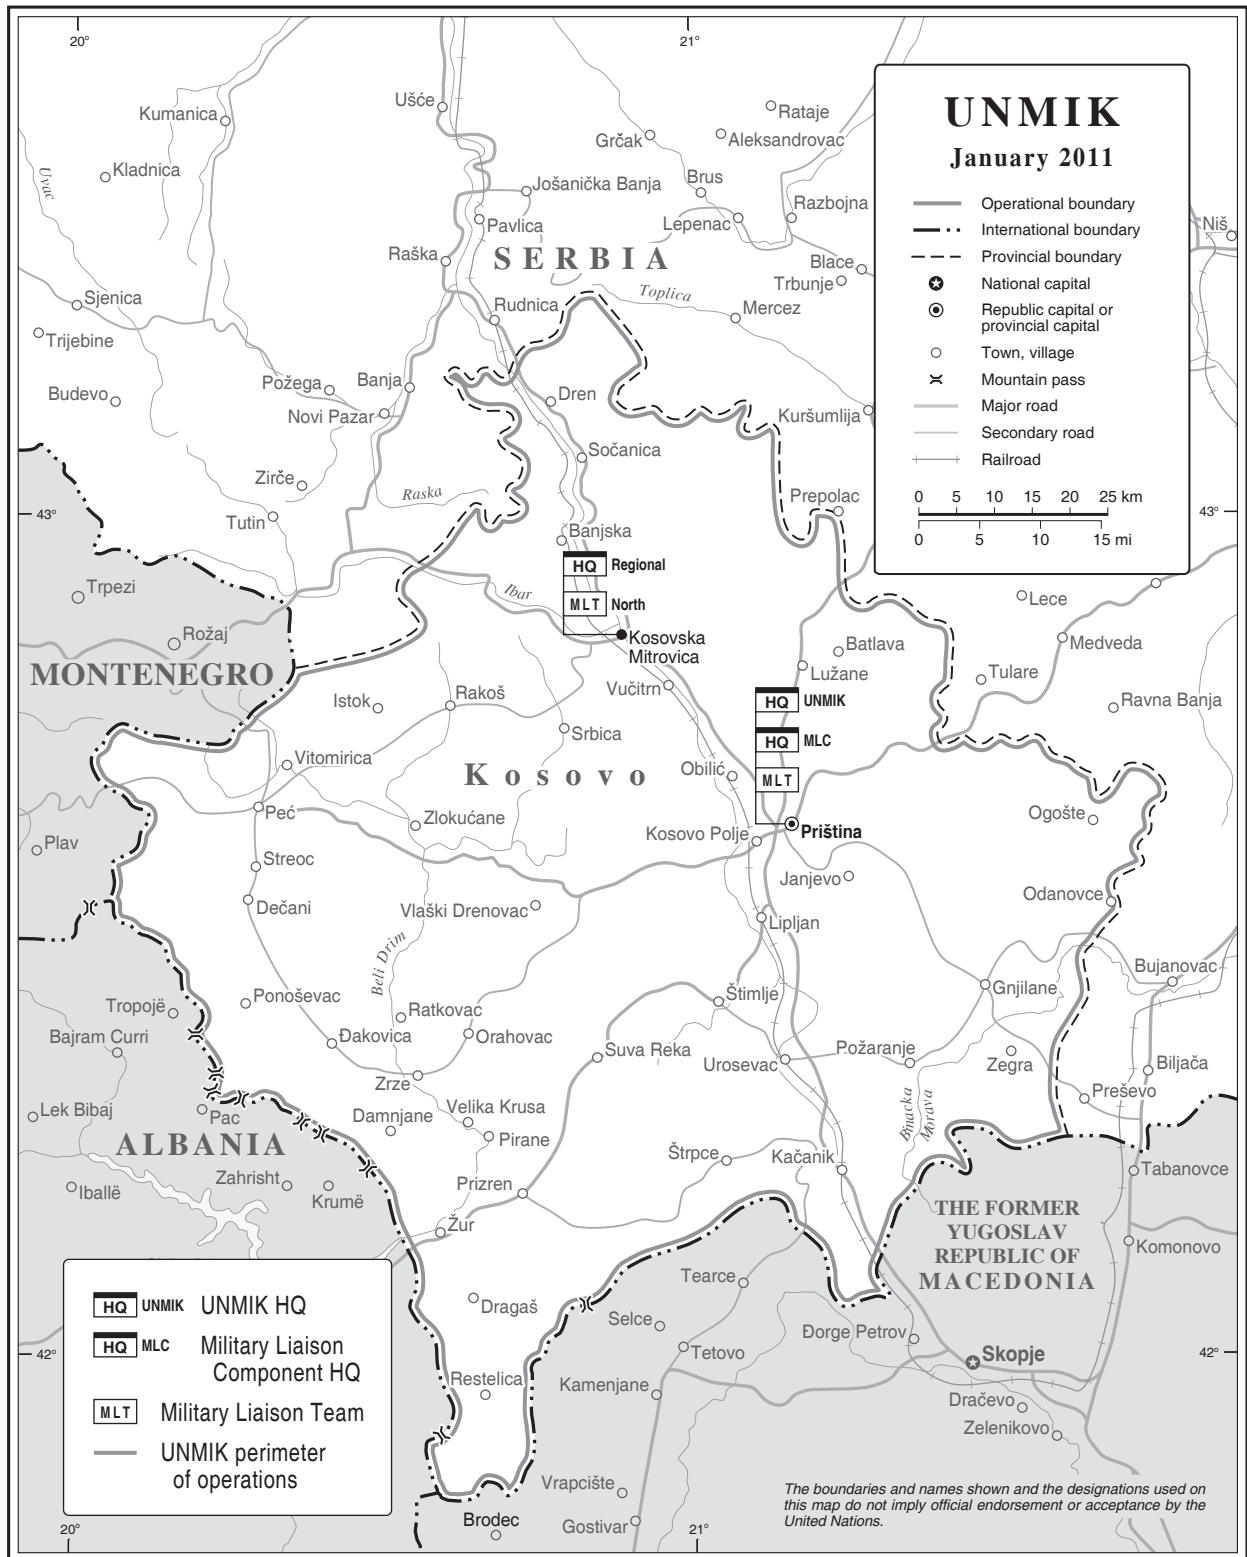 20°
21°
Kumanica
Ušće
Rataje
Grčak
Aleksandrovac
Kladnica
Uvac
Jošanička Banja
Brus
Razbojna
Pavlica
Lepenac
Niš
Raška
SERBIA
Blace
Trbunje
Sjenica
Rudnica
Toplica
Mercez
Trijebine
Požega
Banja
Budevo
Dren
Novi Pazar
Kuršumlija
Sočanica
Zirče
Raska
Prepolac
43°
Tutin
43°
Banjska
HQ Regional
Trpezi
Ibar
MLT North
Lece
Rožaj
Kosovska
Mitrovica
Batlava
Medveda
MONTENEGRO
Lužane
Tulare
Vučitrn
Istok
Rakoš
HQ UNMIK
Ravna Banja
Srbica
HQ MLC
Vitomirica
Kosovo
Obilić
MLT
Peć
Zlokućane
Ogošte
Kosovo Polje
Priština
Plav
Streoc
Janjevo
Odanovce
Dečani
Vlaški Drenovac
Lipljan
Beli Drim
Bujanovac
Ponoševac
Štimlje
Gnjilane
Tropojë
Ratkovac
Bajram Curri
Đakovica
Orahovac
Suva Reka
Urosevac
Požaranje
Zegra
Biljača
Zrze
Preševo
Lek Bibaj
Pac
Damnjane
Velika Krusa
Binacka
Morava
ALBANIA
Pirane
Štrpce
Kačanik
Tabanovce
Iballë
Zahrisht
Krumë
Prizren
THE FORMER
YUGOSLAV
REPUBLIC OF
MACEDONIA
Žur
Komonovo
Tearce
Dragaš
Selce
Đorge Petrov
42°
Tetovo
Skopje
42°
Restelica
Kamenjane
Dračevo
Zelenikovo
Vrapcište
Brodec
Gostivar
20°
21°
UNMIK
January 2011
Operational boundary
International boundary
Provincial boundary
National capital
Republic capital or
provincial capital
Town, village
Mountain pass
Major road
Secondary road
Railroad
0 5 10 15 20 25 km
0 5 10 15 mi
HQ UNMIK UNMIK HQ
HQ MLC Military Liaison
Component HQ
MLT Military Liaison Team
UNMIK perimeter
of operations
The boundaries and names shown and the designations used on
this map do not imply official endorsement or acceptance by the
United Nations.